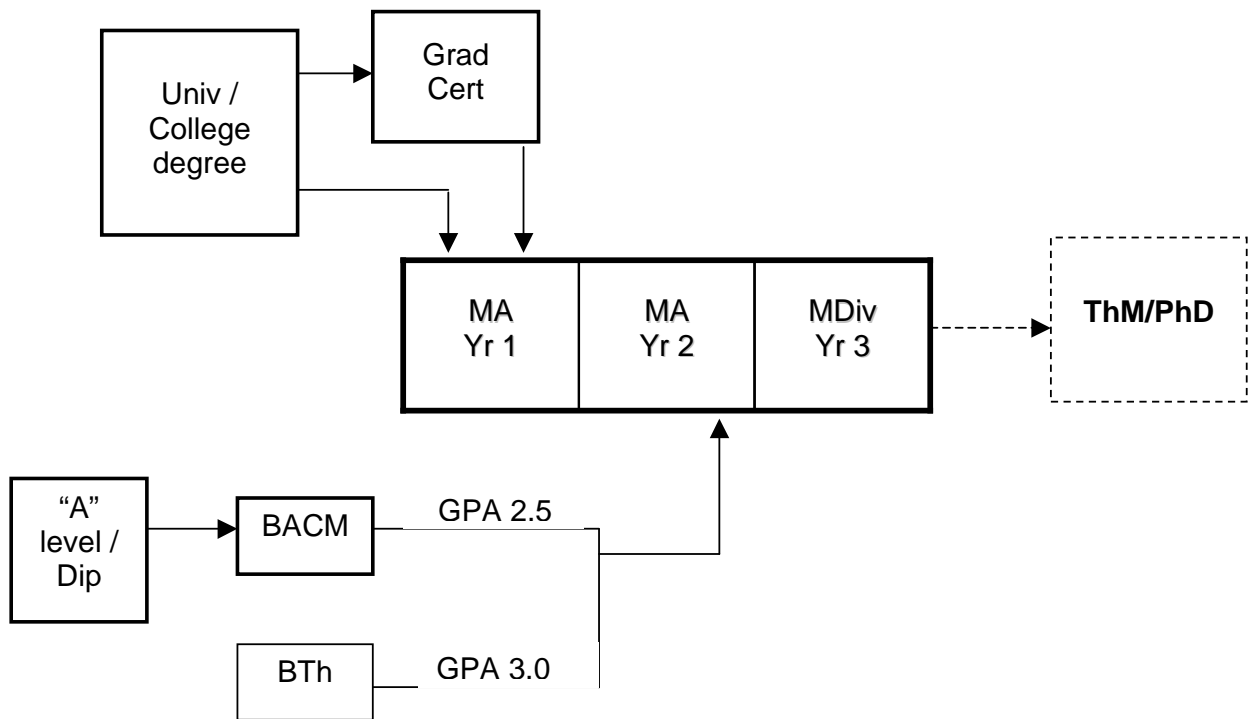 Univ /
College
degree
Grad
Cert
MA
Yr 1
MA
Yr 2
MDiv
Yr 3
ThM/PhD
“A”
level /
Dip
BACM
GPA 2.5
BTh
GPA 3.0